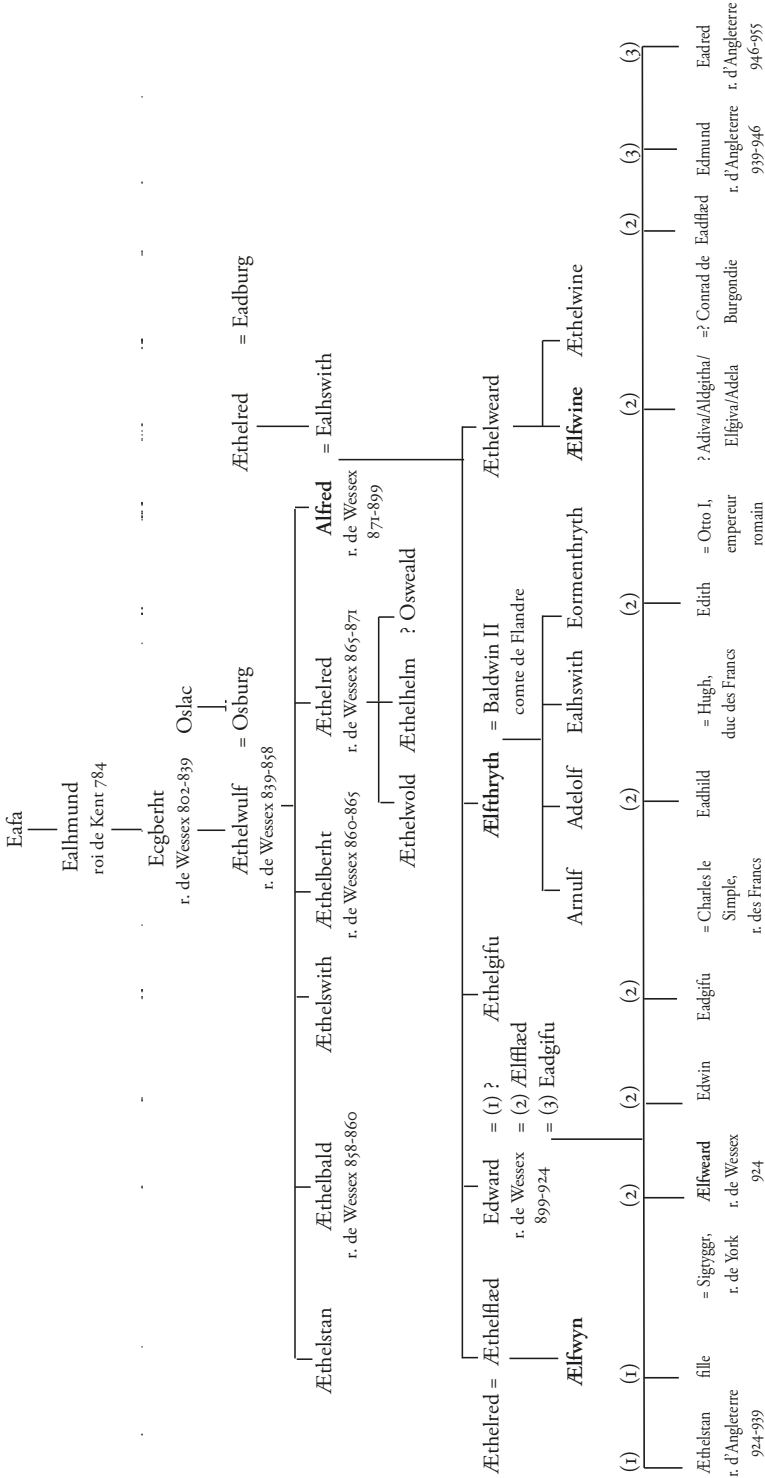 Eafa
Ealhmund
roi de Kent 784
Ecgberht
r. de Wessex 802-839
Oslac
Æthelwulf
= Osburg
r. de Wessex 839-858
Æthelred
= Eadburg
Æthelstan
Æthelbald
r. de Wessex 858-860
Æthelswith
Æthelberht
r. de Wessex 860-865
Æthelred
r. de Wessex 865-871
Alfred
r. de Wessex
871-899
= Ealhswith
Æthelwold
Æthelhelm
? Osweald
Æthelred = Æthelflæd
Edward
r. de Wessex
899-924
= (1) ?
= (2) Ælfflæd
= (3) Eadgifu
Æthelgifu
Ælfthryth
= Baldwin II
comte de Flandre
Æthelweard
Ælfwyn
Arnulf
Adelolf
Ealhswith
Eormenthryth
Ælfwine
Æthelwine
(1)
(1)
(2)
(2)
(2)
(2)
(2)
(2)
(2)
(3)
(3)
Æthelstan
r. d'Angleterre
924-939
fille
= Sigtyggr,
r. de York
Ælfweard
r. de Wessex
924
Edwin
Eadgifu
= Charles le
Simple,
r. des Francs
Eadhild
= Hugh,
duc des Francs
Edith
= Otto I,
empereur
romain
? Adiva/Aldgitha/
Elfgiva/Adela
=? Conrad de
Burgondie
Eadflæd
Edmund
r. d'Angleterre
939-946
Eadred
r. d'Angleterre
946-955